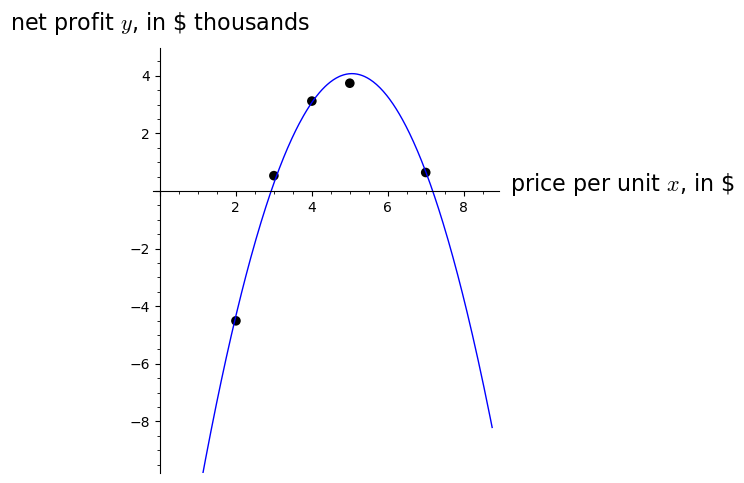 net profit y, in $ thousands
4
2
price per unit x, in $
2 4 6 8
−2
−4
−6
−8